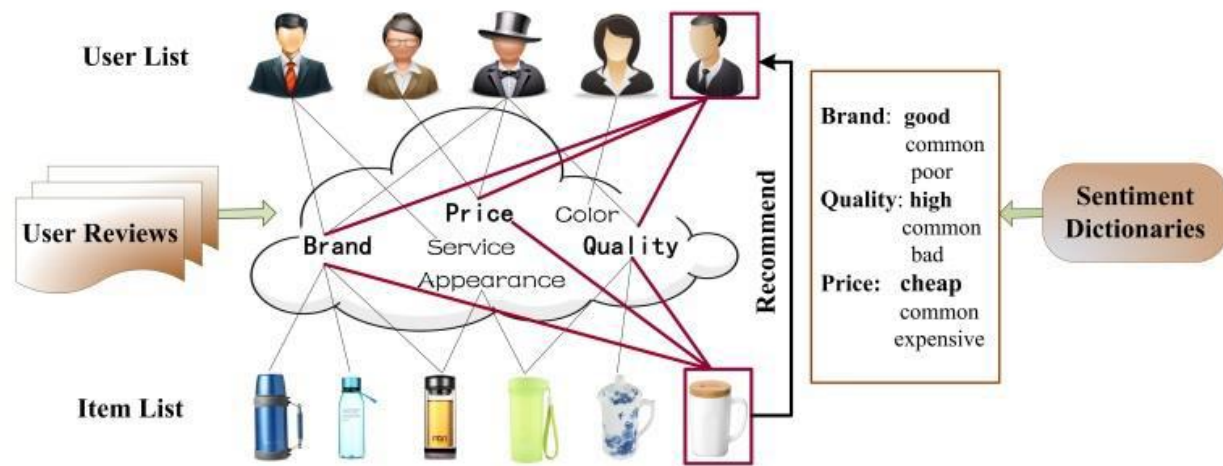 User List
User Reviews
Price
Color
Brand
Service
Quality
Appearance
Item List
Recommend
Brand: good
common
poor
Quality: high
common
bad
Price: cheap
common
expensive
Sentiment
Dictionaries